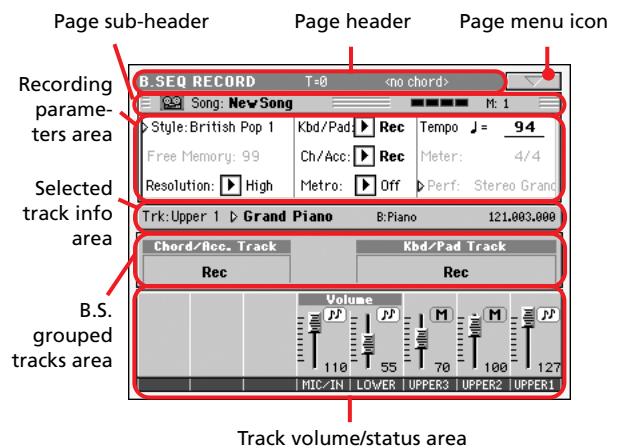 Page sub-header
Page header
Page menu icon
B.SEQ RECORD T=0 <no chord>
Song: New Song M: 1
Recording
parame-
ters area
Style: British Pop 1 Kbd/Pad: Rec Tempo ♩= 94
Free Memory: 99 Ch/Acc: Rec Meter: 4/4
Resolution: High Metro: Off Perf: Stereo Grand
Selected
track info
area
Trk: Upper 1 Grand Piano B:Piano 121.003.000
Chord/Acc. Track Kbd/Pad Track
Rec Rec
B.S.
grouped
tracks area
Volume
M M
110 55 70 100 127
MIC/IN LOWER UPPER3 UPPER2 UPPER1
Track volume/status area